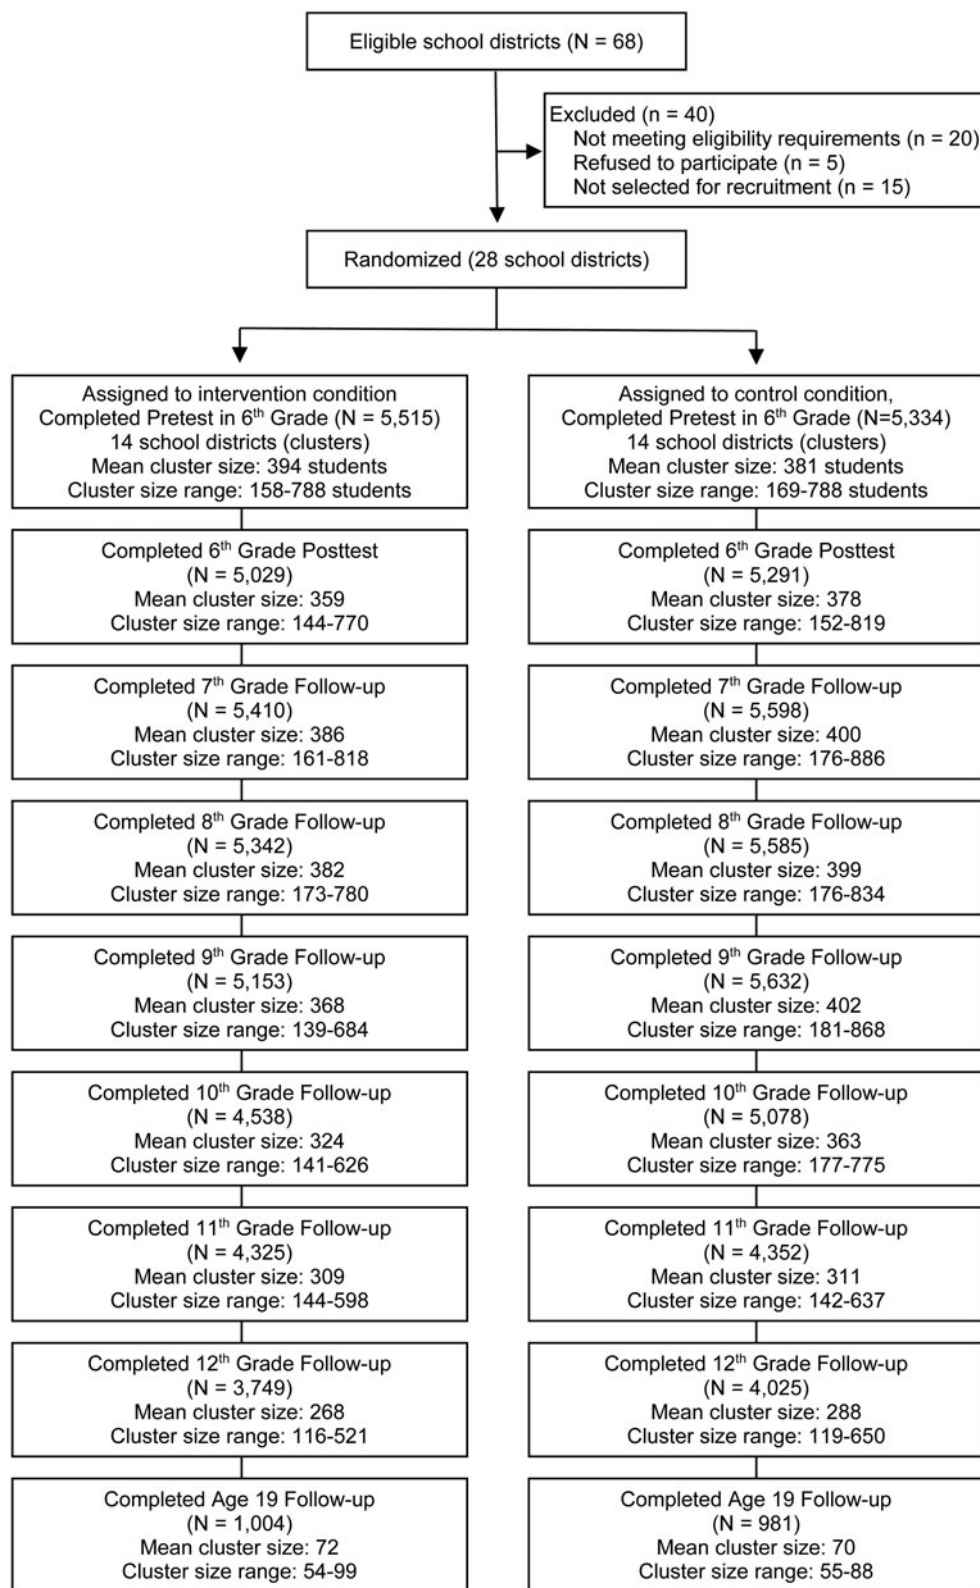 Eligible school districts (N = 68)
Excluded (n = 40)
Not meeting eligibility requirements (n = 20)
Refused to participate (n = 5)
Not selected for recruitment (n = 15)
Randomized (28 school districts)
Assigned to intervention condition
Completed Pretest in 6th Grade (N = 5,515)
14 school districts (clusters)
Mean cluster size: 394 students
Cluster size range: 158-788 students
Assigned to control condition,
Completed Pretest in 6th Grade (N=5,334)
14 school districts (clusters)
Mean cluster size: 381 students
Cluster size range: 169-788 students
Completed 6th Grade Posttest
(N = 5,029)
Mean cluster size: 359
Cluster size range: 144-770
Completed 6th Grade Posttest
(N = 5,291)
Mean cluster size: 378
Cluster size range: 152-819
Completed 7th Grade Follow-up
(N = 5,410)
Mean cluster size: 386
Cluster size range: 161-818
Completed 7th Grade Follow-up
(N = 5,598)
Mean cluster size: 400
Cluster size range: 176-886
Completed 8th Grade Follow-up
(N = 5,342)
Mean cluster size: 382
Cluster size range: 173-780
Completed 8th Grade Follow-up
(N = 5,585)
Mean cluster size: 399
Cluster size range: 176-834
Completed 9th Grade Follow-up
(N = 5,153)
Mean cluster size: 368
Cluster size range: 139-684
Completed 9th Grade Follow-up
(N = 5,632)
Mean cluster size: 402
Cluster size range: 181-868
Completed 10th Grade Follow-up
(N = 4,538)
Mean cluster size: 324
Cluster size range: 141-626
Completed 10th Grade Follow-up
(N = 5,078)
Mean cluster size: 363
Cluster size range: 177-775
Completed 11th Grade Follow-up
(N = 4,325)
Mean cluster size: 309
Cluster size range: 144-598
Completed 11th Grade Follow-up
(N = 4,352)
Mean cluster size: 311
Cluster size range: 142-637
Completed 12th Grade Follow-up
(N = 3,749)
Mean cluster size: 268
Cluster size range: 116-521
Completed 12th Grade Follow-up
(N = 4,025)
Mean cluster size: 288
Cluster size range: 119-650
Completed Age 19 Follow-up
(N = 1,004)
Mean cluster size: 72
Cluster size range: 54-99
Completed Age 19 Follow-up
(N = 981)
Mean cluster size: 70
Cluster size range: 55-88